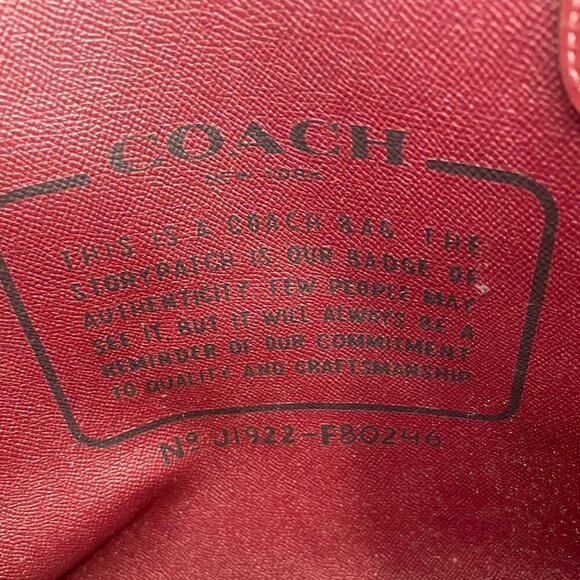 COACH
NEW YORK
THIS IS A COACH BAG. THE
STORYPATCH IS OUR BADGE OF
AUTHENTICITY. FEW PEOPLE MAY
SEE IT, BUT IT WILL ALWAYS BE A
REMINDER OF OUR COMMITMENT
TO QUALITY AND CRAFTSMANSHIP
No J1922-F80246